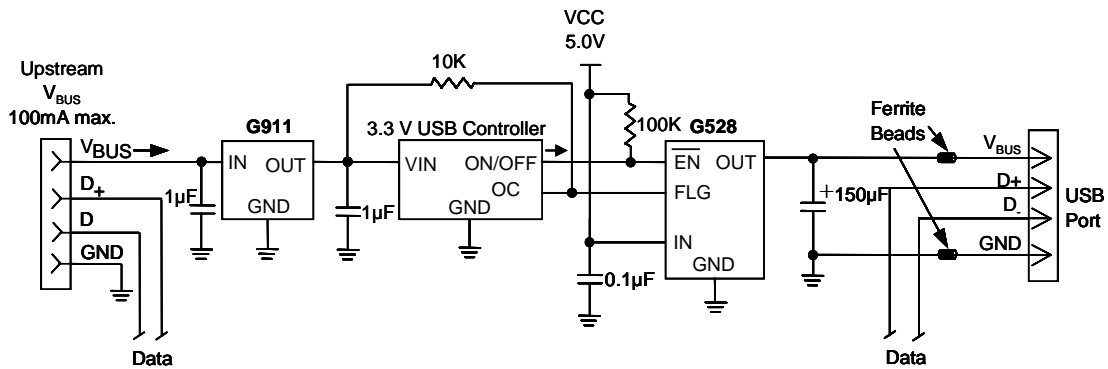 Upstream
VBUS
100mA max.
VBUS
D+
D
GND
Data
1µF
G911
IN
OUT
GND
1µF
10K
3.3 V USB Controller
VIN
ON/OFF
OC
GND
VCC
5.0V
100K
0.1µF
G528
EN OUT
FLG
IN
GND
+150µF
Ferrite
Beads
VBUS
D+
D-
GND
USB
Port
Data